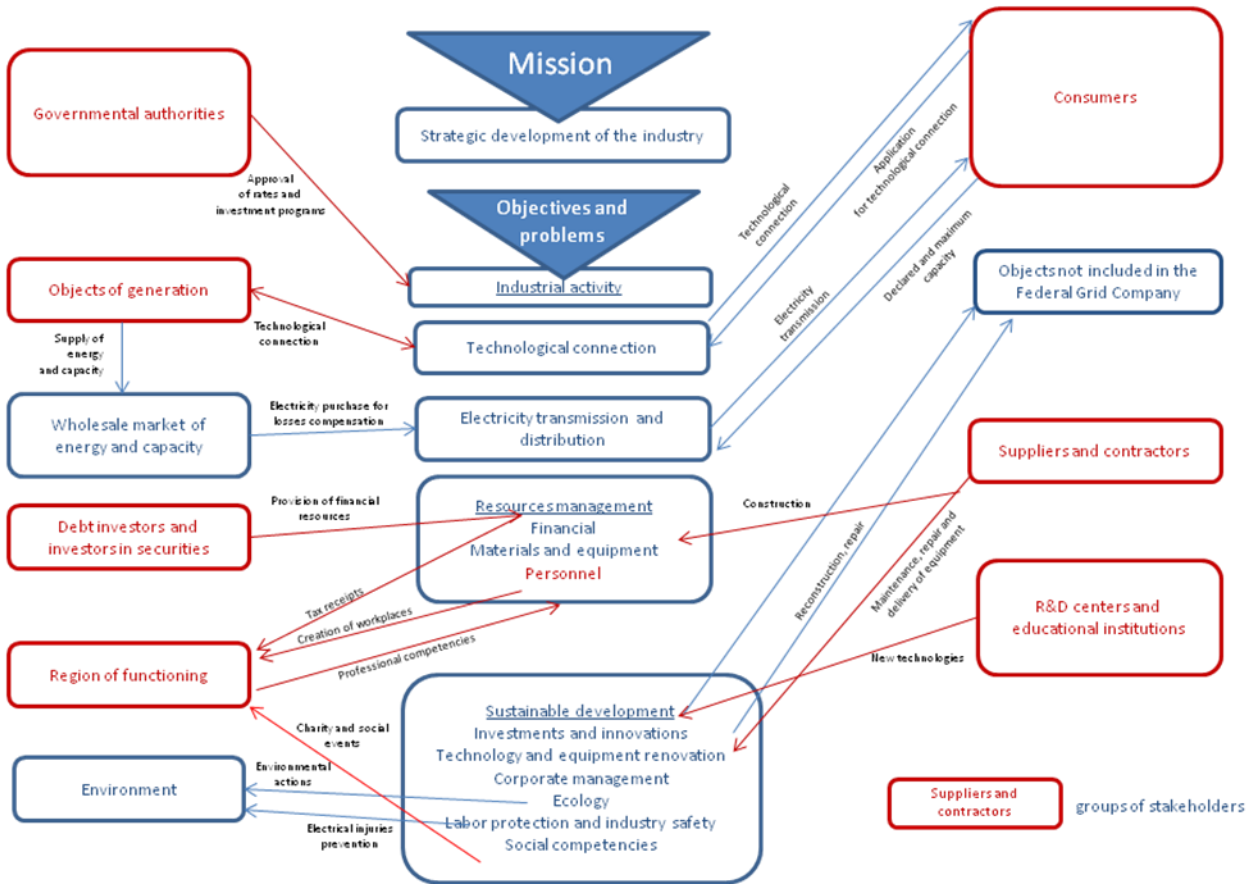 Mission
Strategic development of the industry
Objectives and
problems
Industrial activity
Technological connection
Electricity transmission and
distribution
Resources management
Financial
Materials and equipment
Personnel
Sustainable development
Investments and innovations
Technology and equipment renovation
Corporate management
Ecology
Labor protection and industry safety
Social competencies
Governmental authorities
Approval
of rates and
investment programs
Objects of generation
Technological
connection
Supply of
energy
and capacity
Wholesale market of
energy and capacity
Electricity purchase for
losses compensation
Debt investors and
investors in securities
Provision of financial
resources
Tax receipts
Creation of workplaces
Professional competencies
Region of functioning
Charity and social
events
Environment
Environmental
actions
Electrical injuries
prevention
Consumers
Technological
connection
Application
for technological connection
Electricity
transmission
Declared and maximum
capacity
Objects not included in the
Federal Grid Company
Suppliers and contractors
Construction
Reconstruction, repair
Maintenance, repair and
delivery of equipment
R&D centers and
educational institutions
New technologies
Suppliers and
contractors
groups of stakeholders